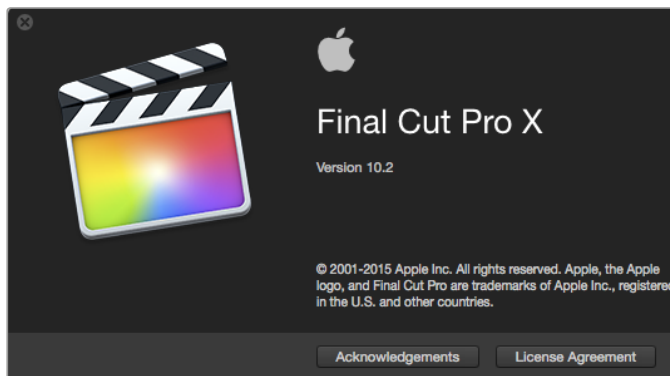 Final Cut Pro X
Version 10.2
© 2001-2015 Apple Inc. All rights reserved. Apple, the Apple
logo, and Final Cut Pro are trademarks of Apple Inc., registered
in the U.S. and other countries.
Acknowledgements
License Agreement